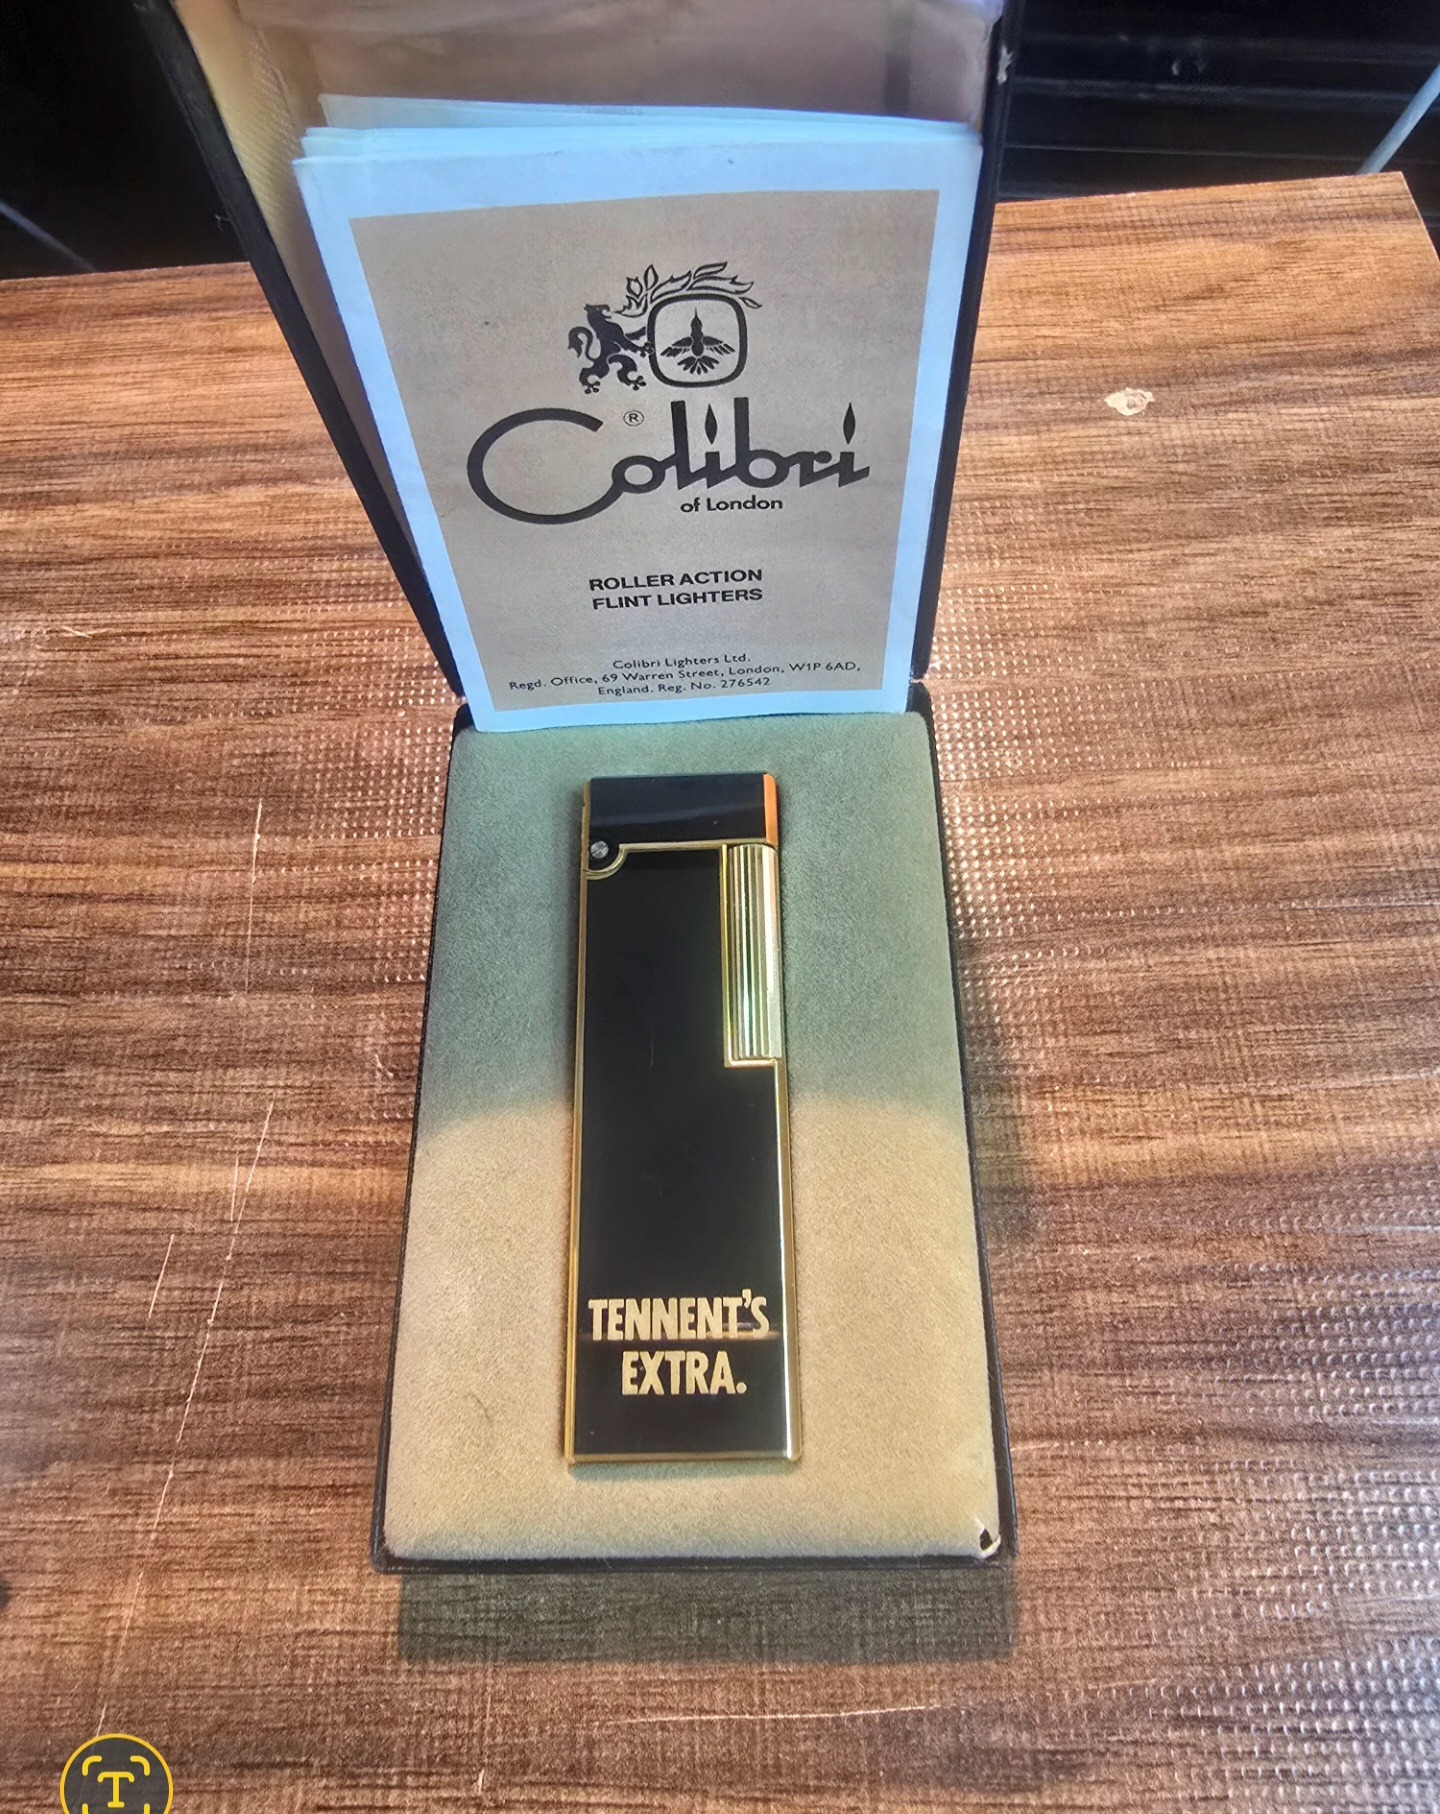 Colibri®
of London
ROLLER ACTION
FLINT LIGHTERS
Colibri Lighters Ltd.
Regd. Office, 69 Warren Street, London, W1P 6AD,
England. Reg. No. 276542
TENNENT'S
EXTRA.
T